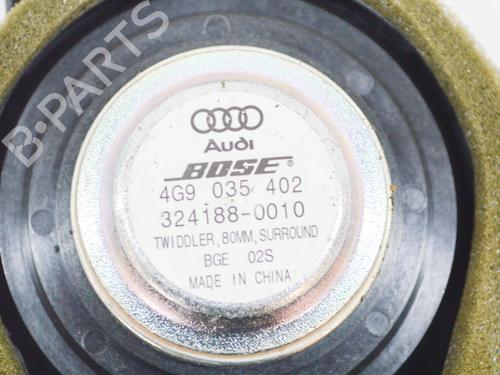 Audi
BOSE
4G9 035 402
324188-0010
TWIDDLER, 80MM, SURROUND
BGE 02S
MADE IN CHINA
B-PARTS